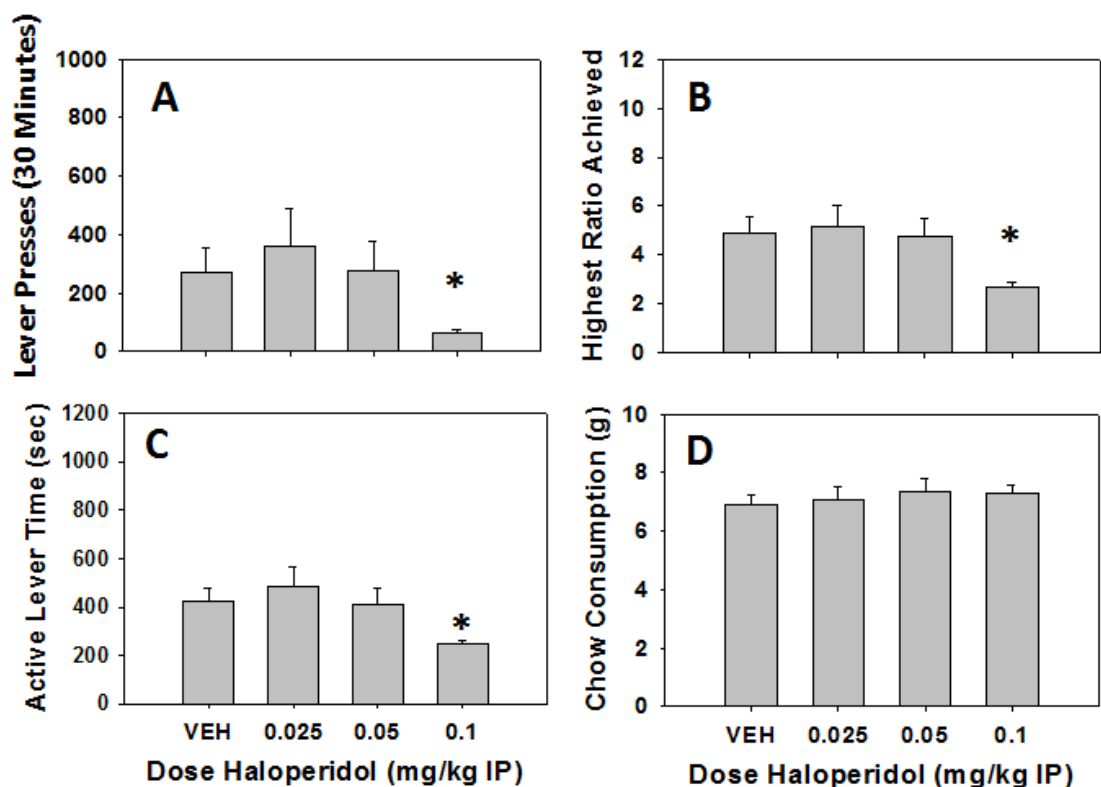 A
Lever Presses (30 Minutes)
1000
800
600
400
200
0
*
B
Highest Ratio Achieved
12
10
8
6
4
2
0
*
C
Active Lever Time (sec)
1200
1000
800
600
400
200
0
*
VEH 0.025 0.05 0.1
Dose Haloperidol (mg/kg IP)
D
Chow Consumption (g)
10
8
6
4
2
0
VEH 0.025 0.05 0.1
Dose Haloperidol (mg/kg IP)